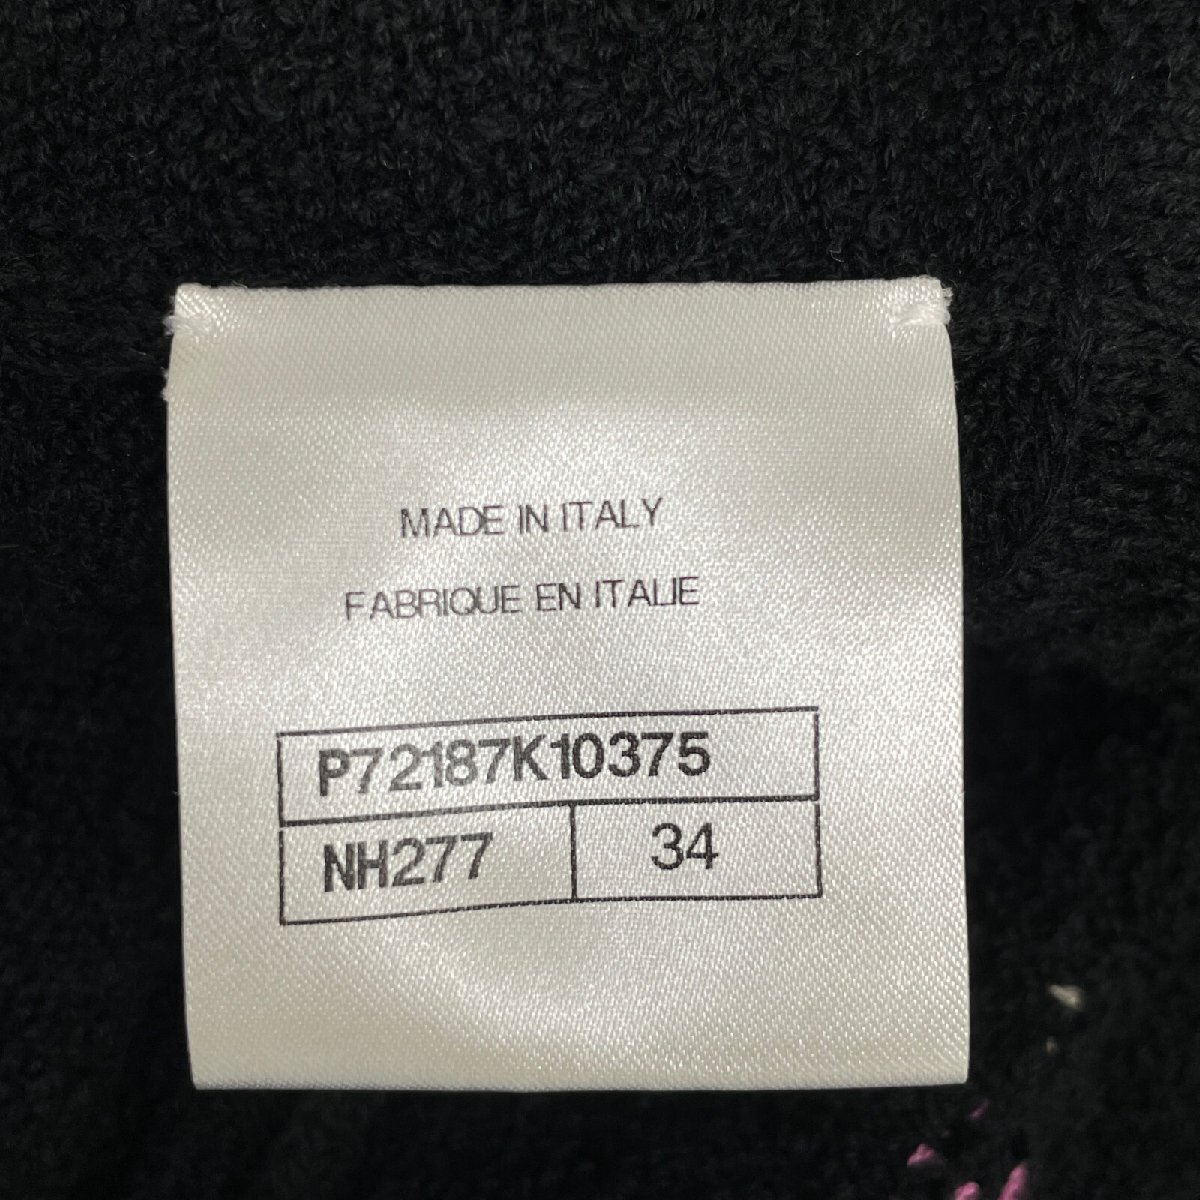 MADE IN ITALY
FABRIQUE EN ITALIE
P72187K10375
NH277 34